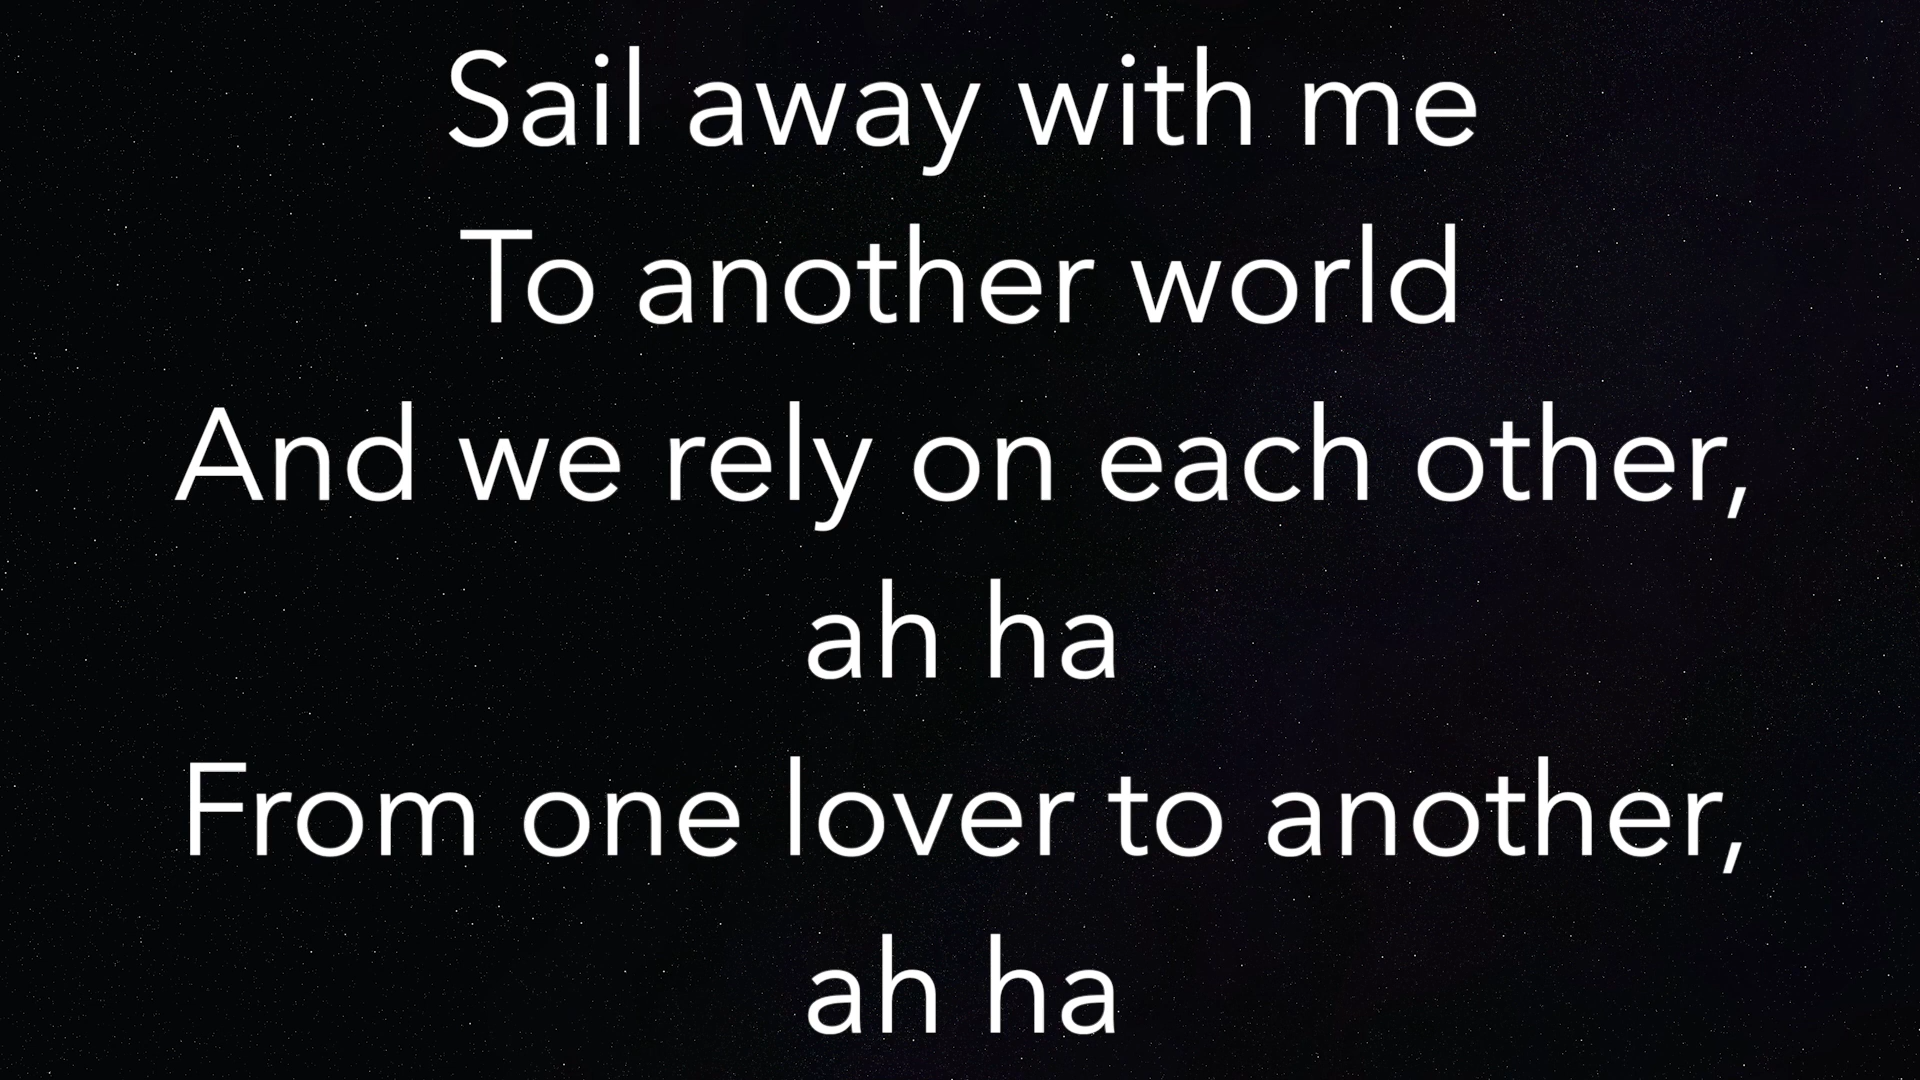 Sail away with me
To another world
And we rely on each other,
ah ha
From one lover to another,
ah ha